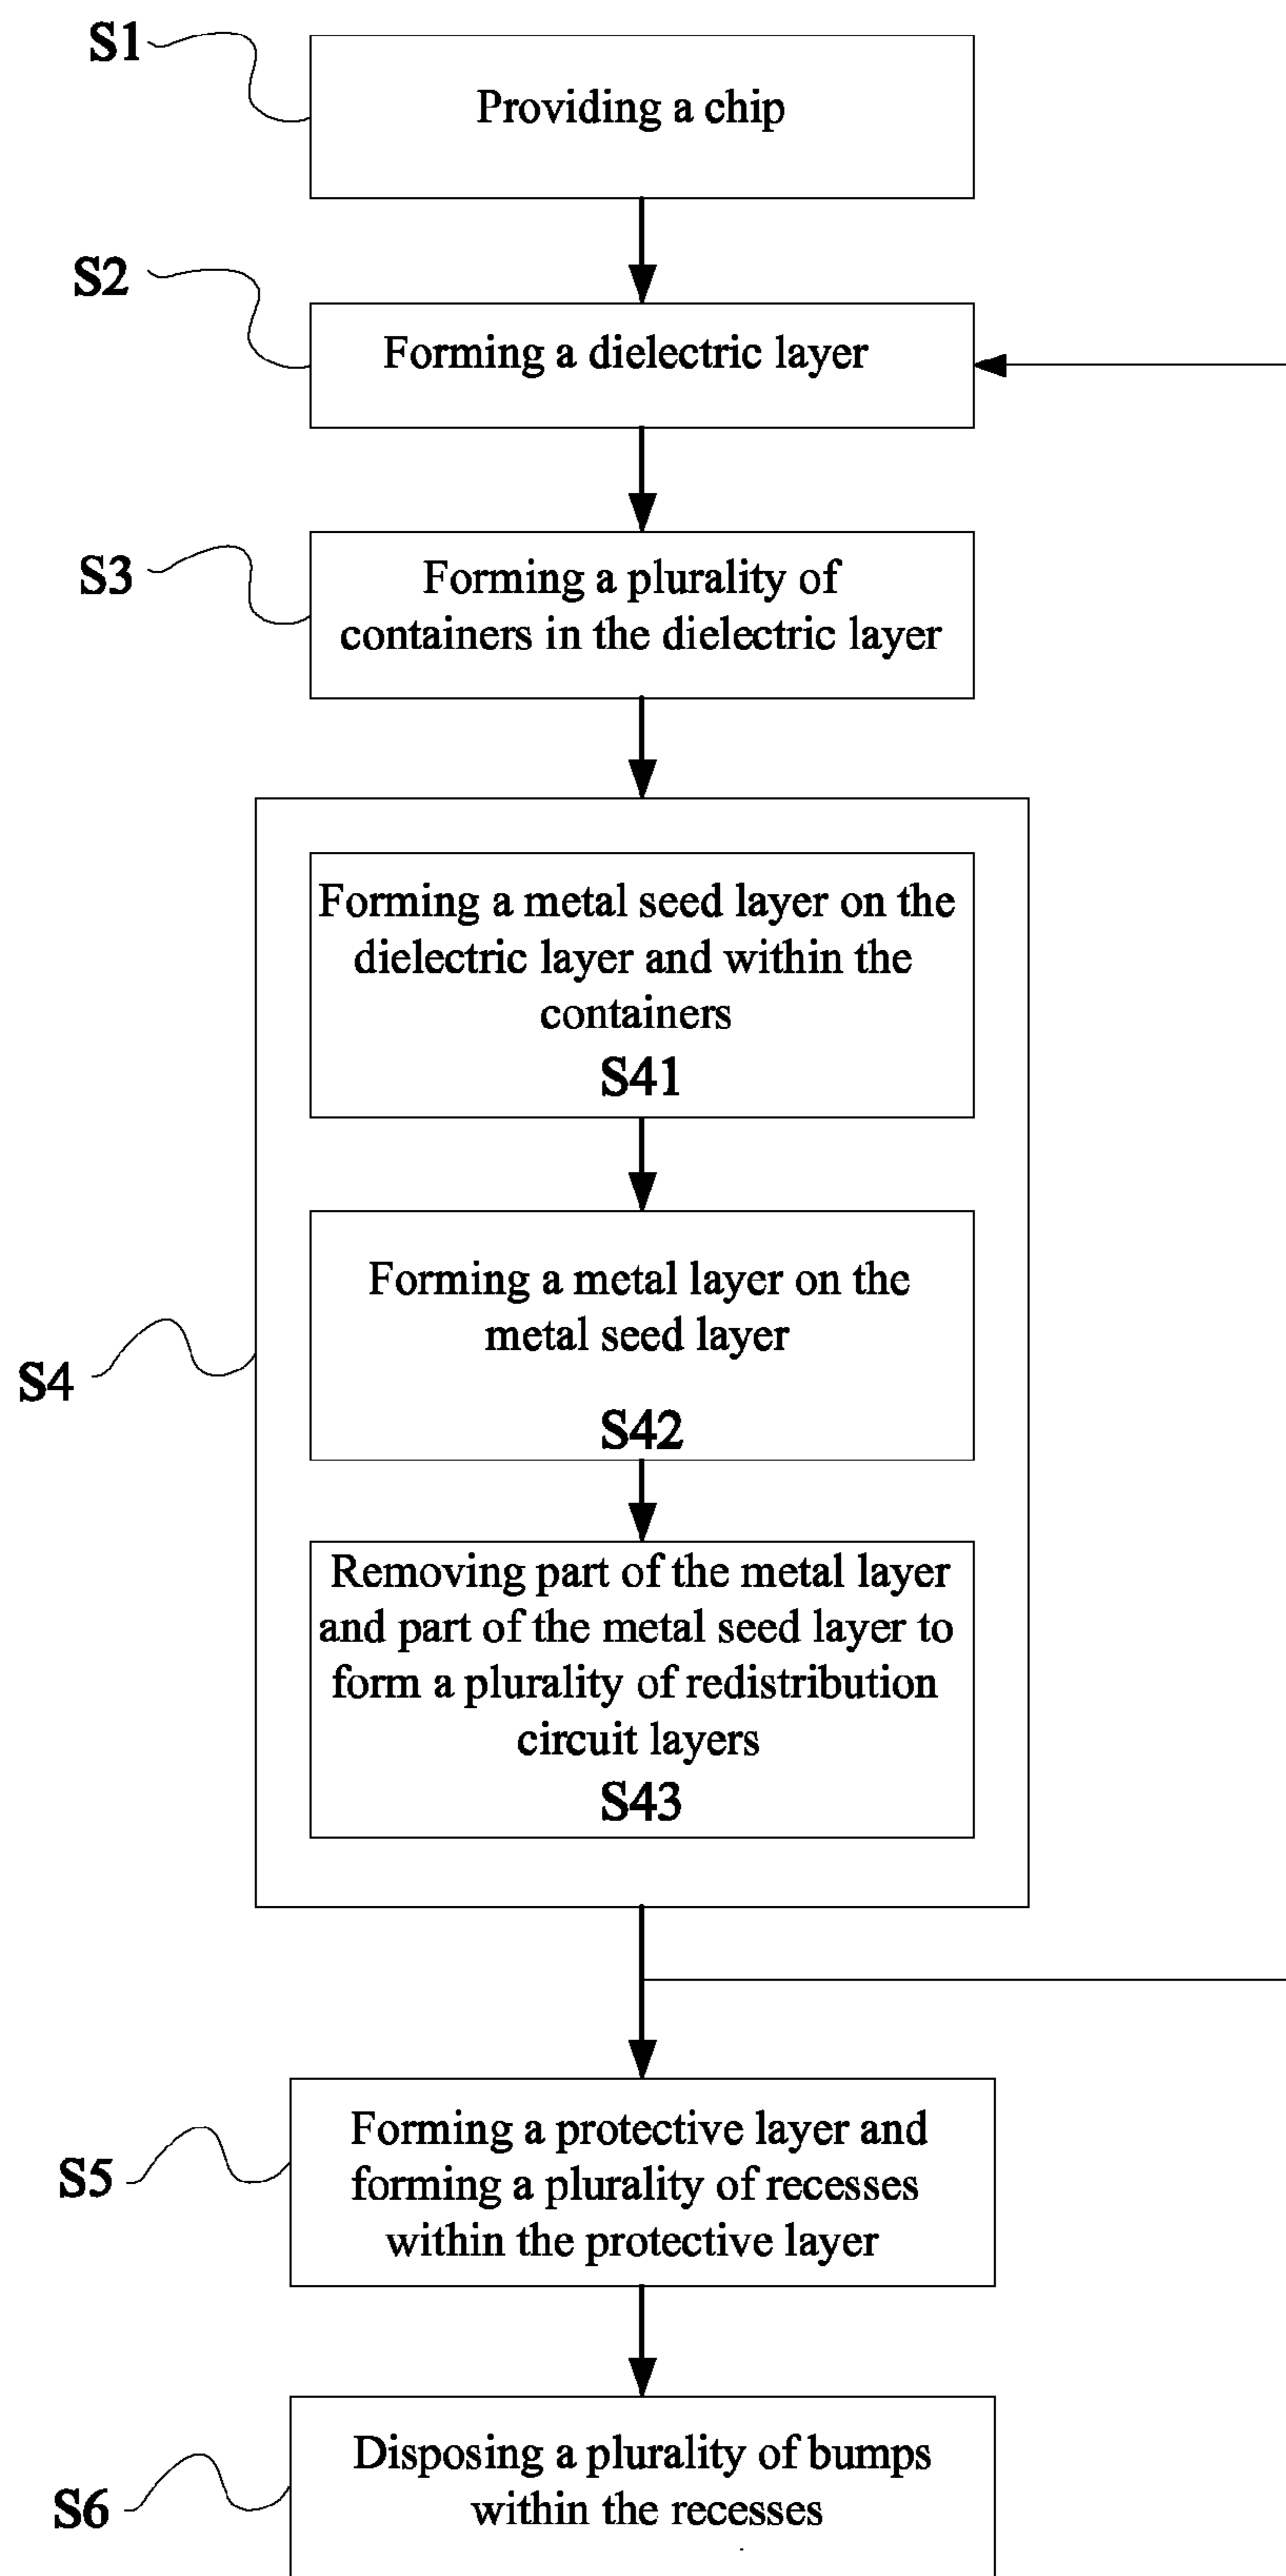 S1
Providing a chip
S2
Forming a dielectric layer
S3
Forming a plurality of
containers in the dielectric layer
Forming a metal seed layer on the
dielectric layer and within the
containers
S41
Forming a metal layer on the
metal seed layer
S4
S42
Removing part of the metal layer
and part of the metal seed layer to
form a plurality of redistribution
circuit layers
S43
Forming a protective layer and
S5
forming a plurality of recesses
within the protective layer
Disposing a plurality of bumps
S6
within the recesses